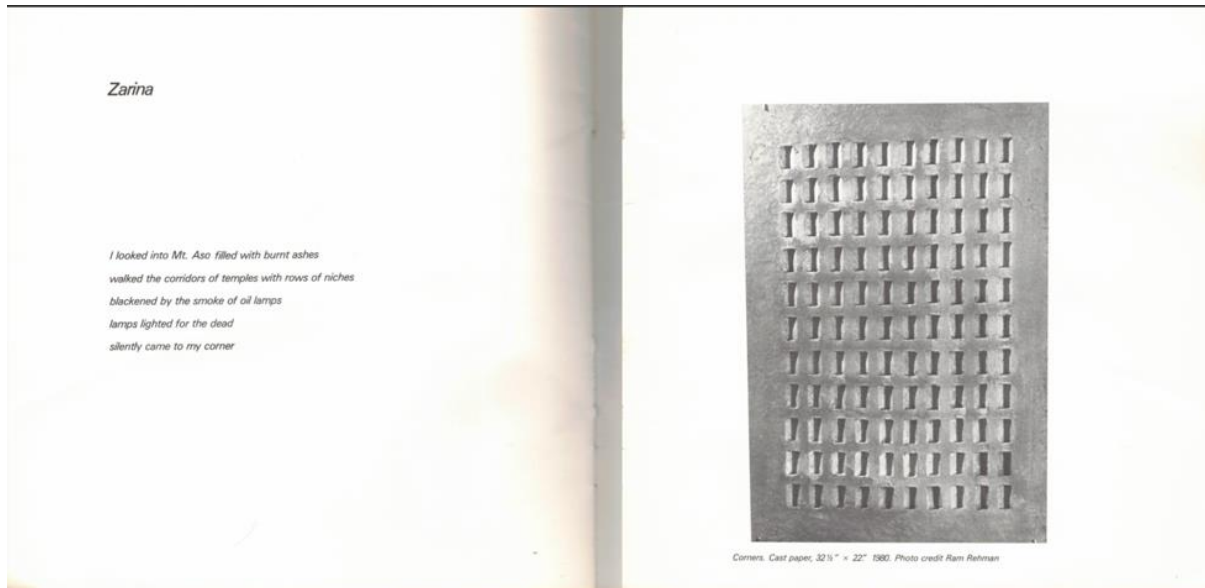 Zarina
I looked into Mt. Aso filled with burnt ashes
walked the corridors of temples with rows of niches
blackened by the smoke of oil lamps
lamps lighted for the dead
silently came to my corner
Corners. Cast paper, 32½" × 22". 1980. Photo credit Ram Rehman